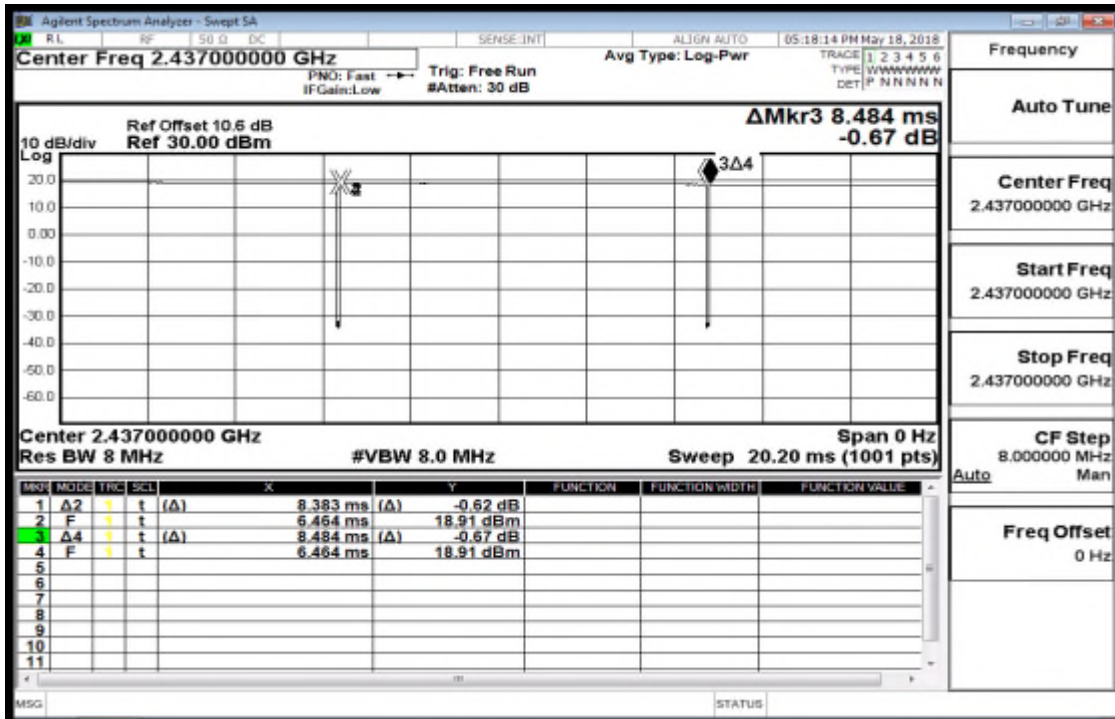 Agilent Spectrum Analyzer - Swept SA
RL RF 50 Ω DC SENSE:INT ALIGN AUTO 05:18:14 PM May 18, 2018
Center Freq 2.437000000 GHz
PNO: Fast
IFGain:Low
Trig: Free Run
#Atten: 30 dB
Avg Type: Log-Pwr
TRACE 1 2 3 4 5 6
TYPE WWWWWW
DET P N N N N N
ΔMkr3 8.484 ms
-0.67 dB
Ref Offset 10.6 dB
10 dB/div Ref 30.00 dBm
Log
3Δ4
20.0
10.0
0.00
-10.0
-20.0
-30.0
-40.0
-50.0
-60.0
Center 2.437000000 GHz Span 0 Hz
Res BW 8 MHz #VBW 8.0 MHz Sweep 20.20 ms (1001 pts)
MKR MODE TRC SCL X Y FUNCTION FUNCTION WIDTH FUNCTION VALUE
1 Δ2 1 t (Δ) 8.383 ms (Δ) -0.62 dB
2 F 1 t 6.464 ms 18.91 dBm
3 Δ4 1 t (Δ) 8.484 ms (Δ) -0.67 dB
4 F 1 t 6.464 ms 18.91 dBm
5
6
7
8
9
10
11
MSG STATUS
Frequency
Auto Tune
Center Freq
2.437000000 GHz
Start Freq
2.437000000 GHz
Stop Freq
2.437000000 GHz
CF Step
8.000000 MHz
Auto Man
Freq Offset
0 Hz